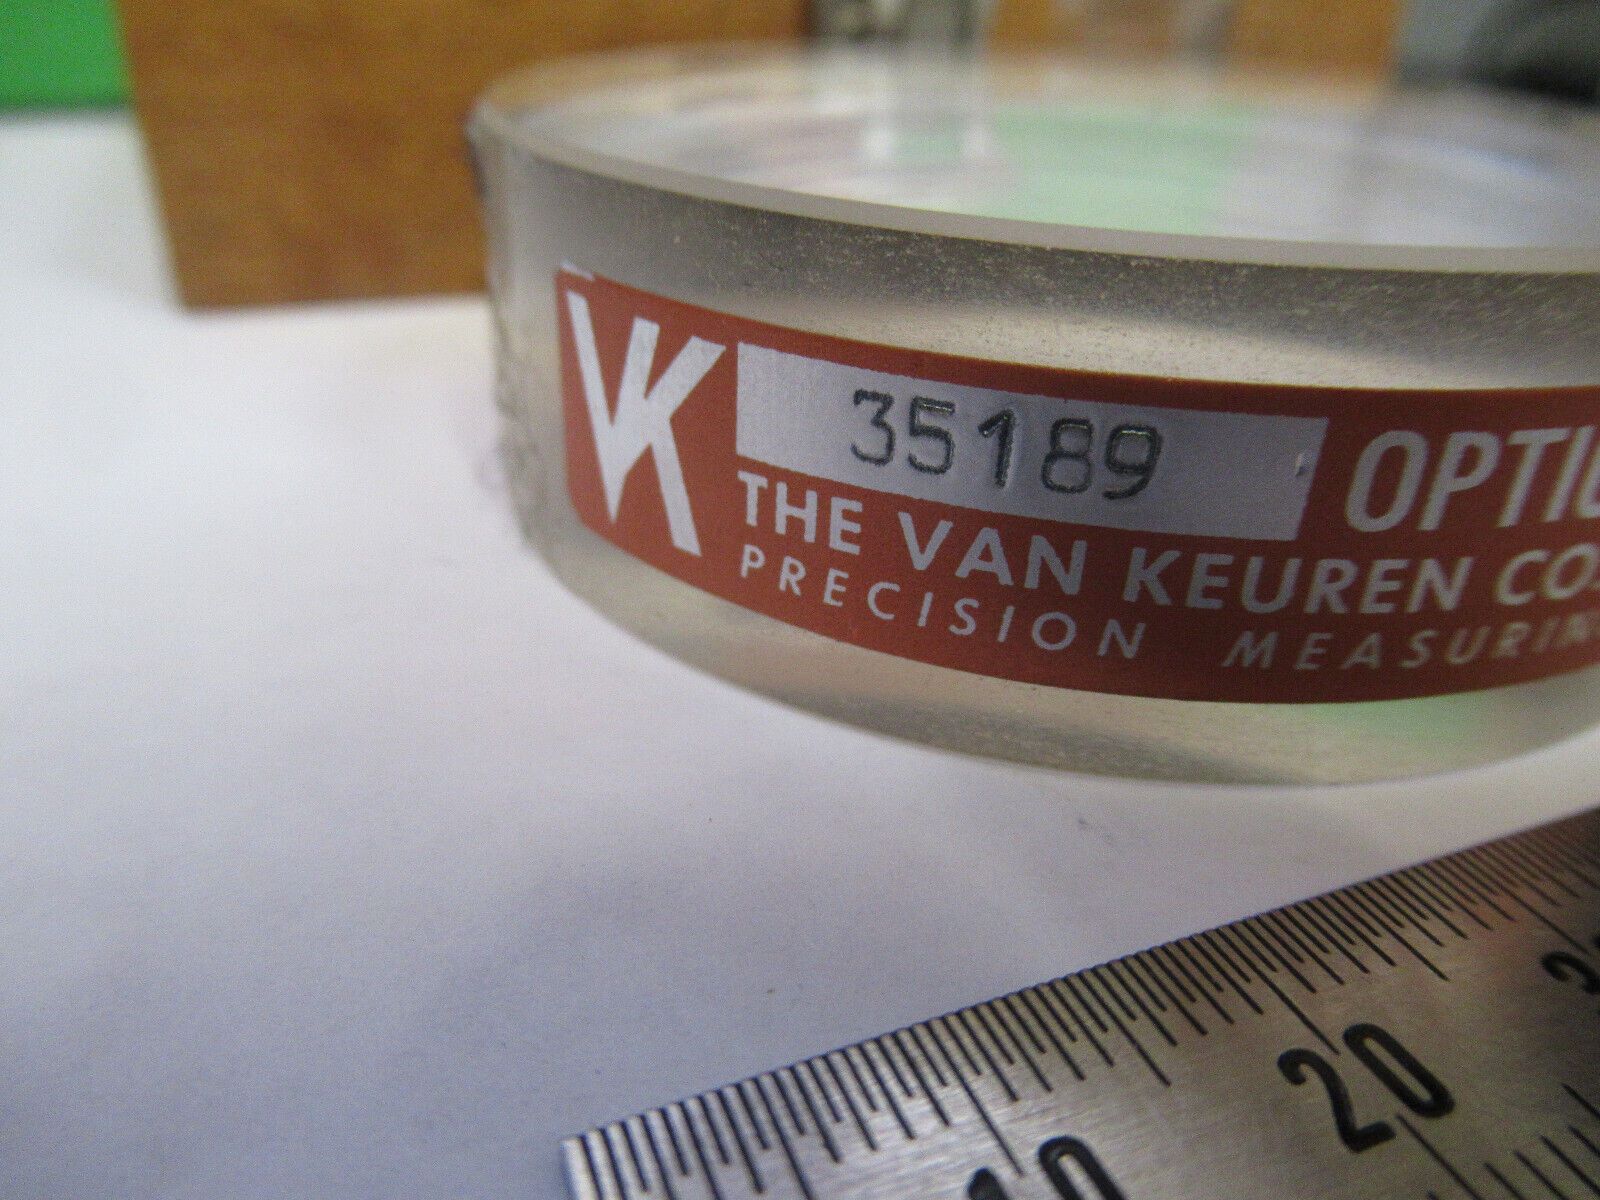 VK
35189 OPTIC
THE VAN KEUREN CO.
PRECISION MEASURIN
10 20